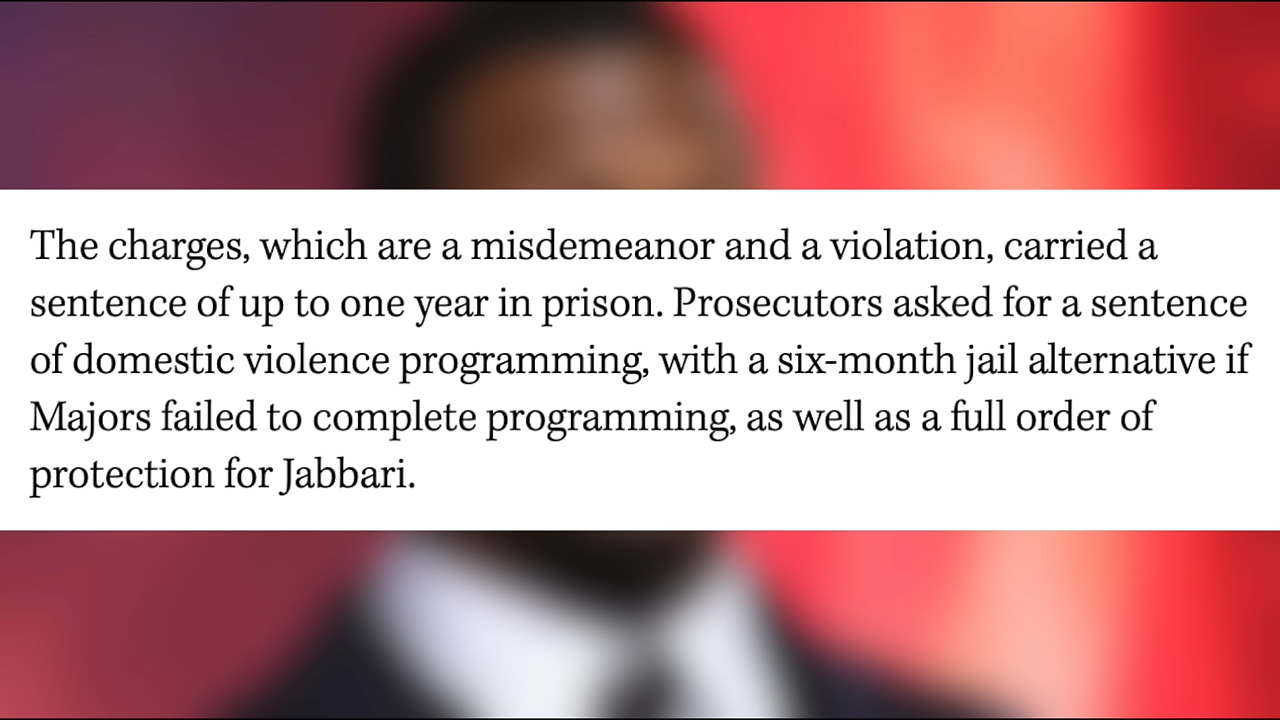 The charges, which are a misdemeanor and a violation, carried a
sentence of up to one year in prison. Prosecutors asked for a sentence
of domestic violence programming, with a six-month jail alternative if
Majors failed to complete programming, as well as a full order of
protection for Jabbari.